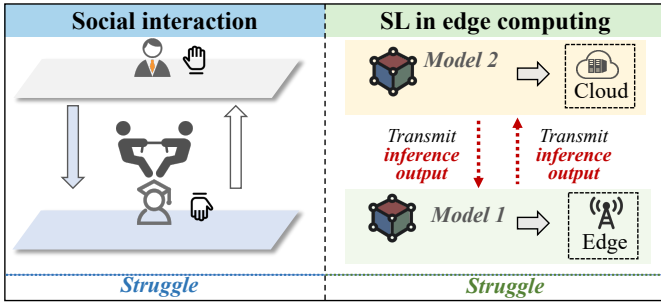 Social interaction
SL in edge computing
Model 2
Cloud
Transmit
inference
output
Transmit
inference
output
Model 1
Edge
Struggle
Struggle